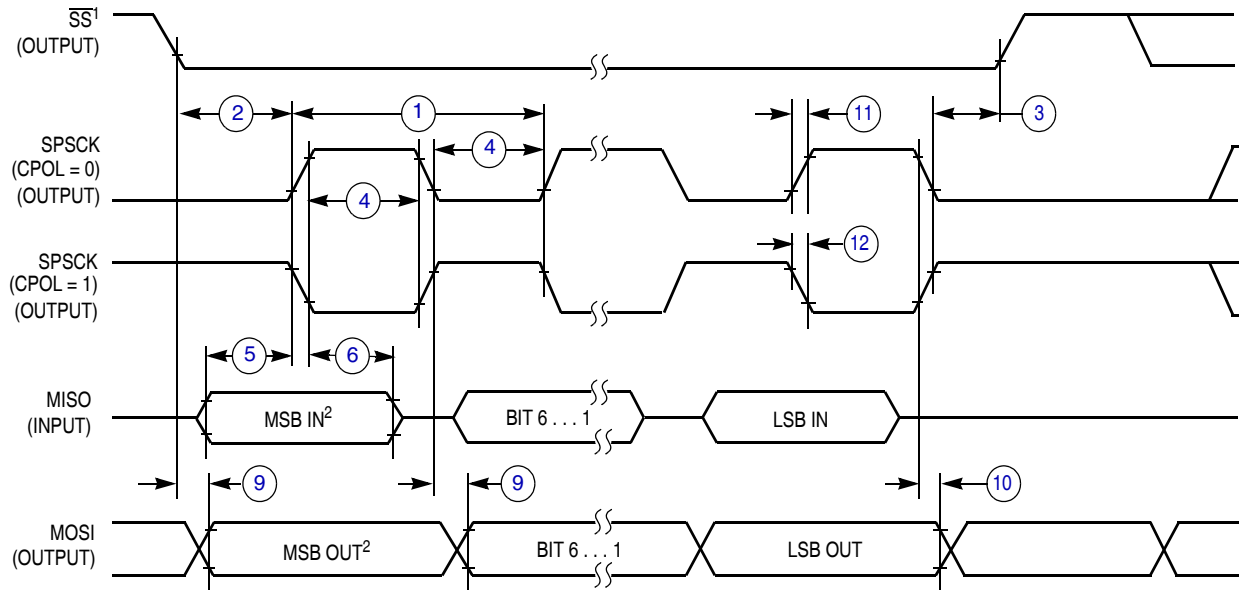 SS¹
(OUTPUT)
2
1
11
3
SPSCK
(CPOL = 0)
(OUTPUT)
4
4
SPSCK
(CPOL = 1)
(OUTPUT)
12
5
6
MISO
(INPUT)
MSB IN²
BIT 6 . . . 1
LSB IN
9
9
10
MOSI
(OUTPUT)
MSB OUT²
BIT 6 . . . 1
LSB OUT